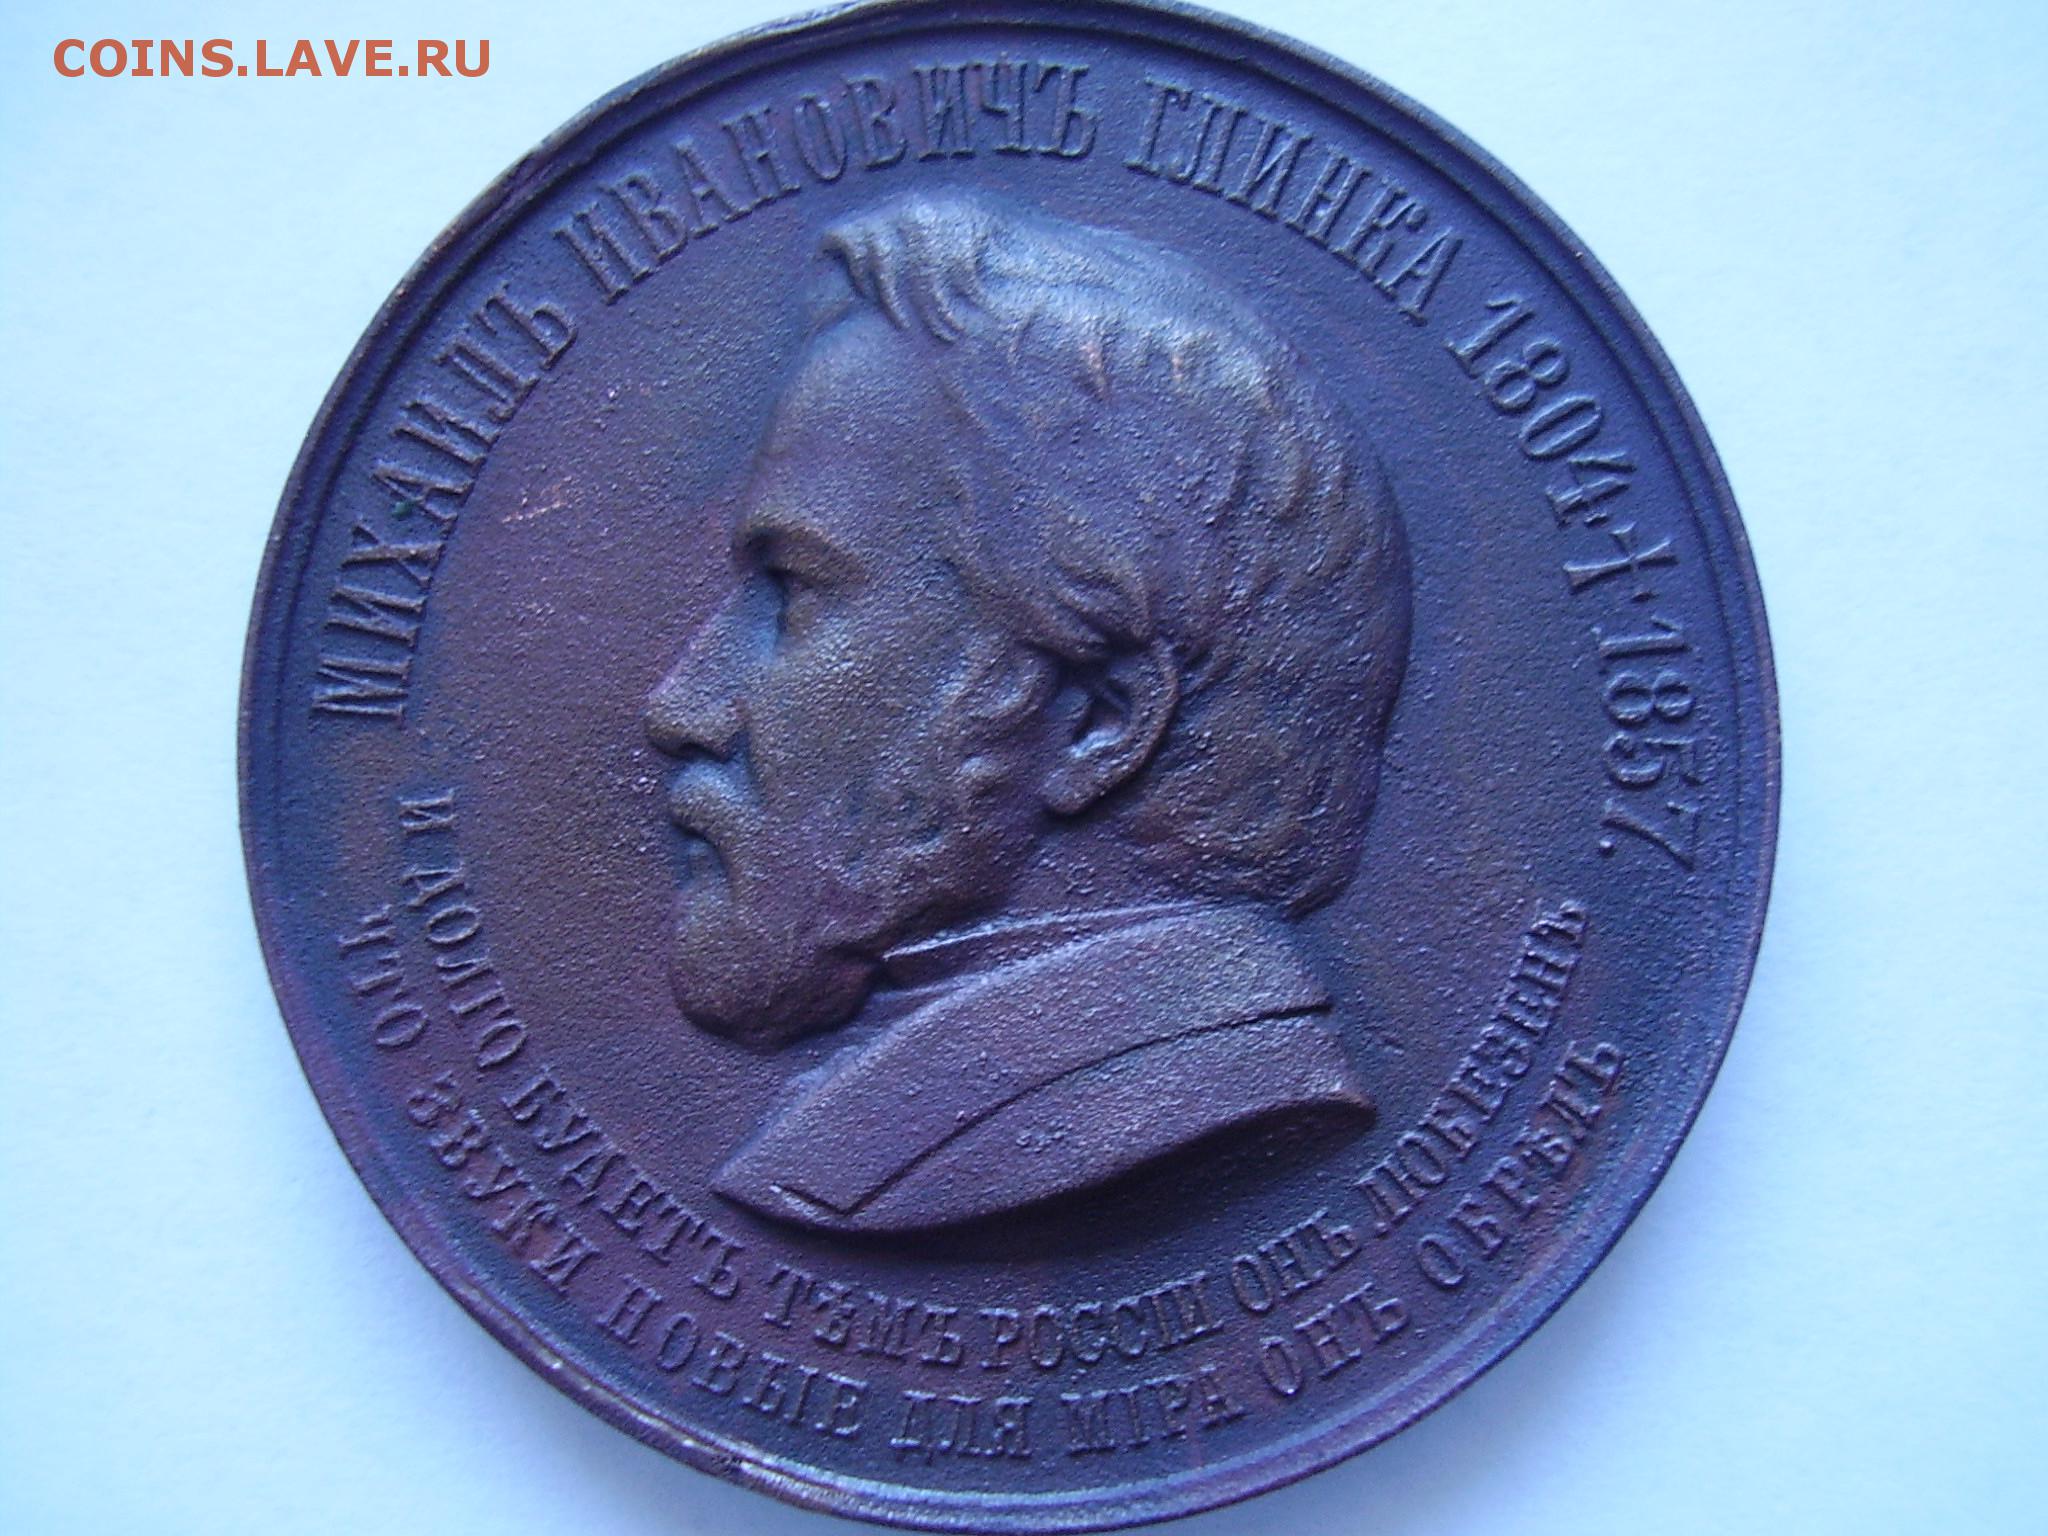 COINS.LAVE.RU
МИХАИЛЪ ИВАНОВИЧЪ ГЛИНКА 1804·†·1857.
И ДОЛГО БУДЕТЪ ТѢМЪ РОССІИ ОНЪ ЛЮБЕЗЕНЪ
ЧТО ЗВУКИ НОВЫЕ ДЛЯ МІРА ОНЪ ОБРѢЛЪ